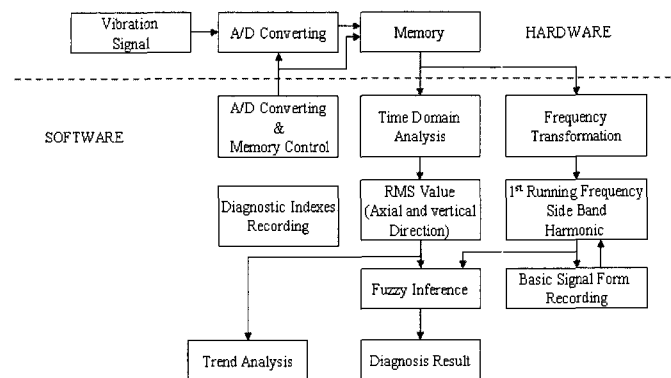 Vibration
Signal
A/D Converting
Memory
HARDWARE
SOFTWARE
A/D Converting
&
Memory Control
Time Domain
Analysis
Frequency
Transformation
Diagnostic Indexes
Recording
RMS Value
(Axial and vertical
Direction)
1st Running Frequency
Side Band
Harmonic
Fuzzy Inference
Basic Signal Form
Recording
Trend Analysis
Diagnosis Result